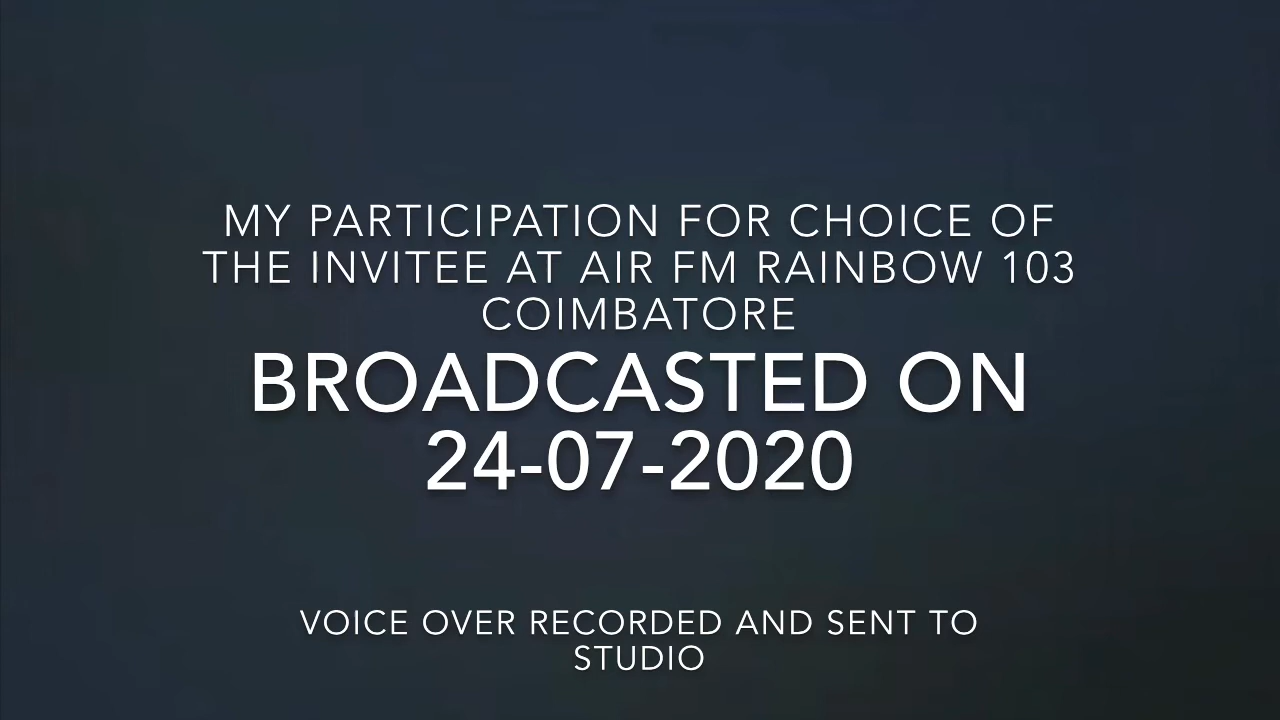 MY PARTICIPATION FOR CHOICE OF
THE INVITEE AT AIR FM RAINBOW 103
COIMBATORE
BROADCASTED ON
24-07-2020
VOICE OVER RECORDED AND SENT TO
STUDIO